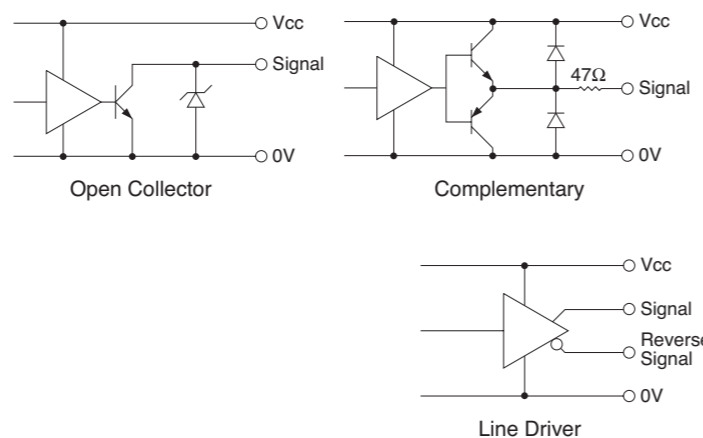 Vcc
Signal
0V
Open Collector
Vcc
47Ω
Signal
0V
Complementary
Vcc
Signal
Reverse
Signal
0V
Line Driver